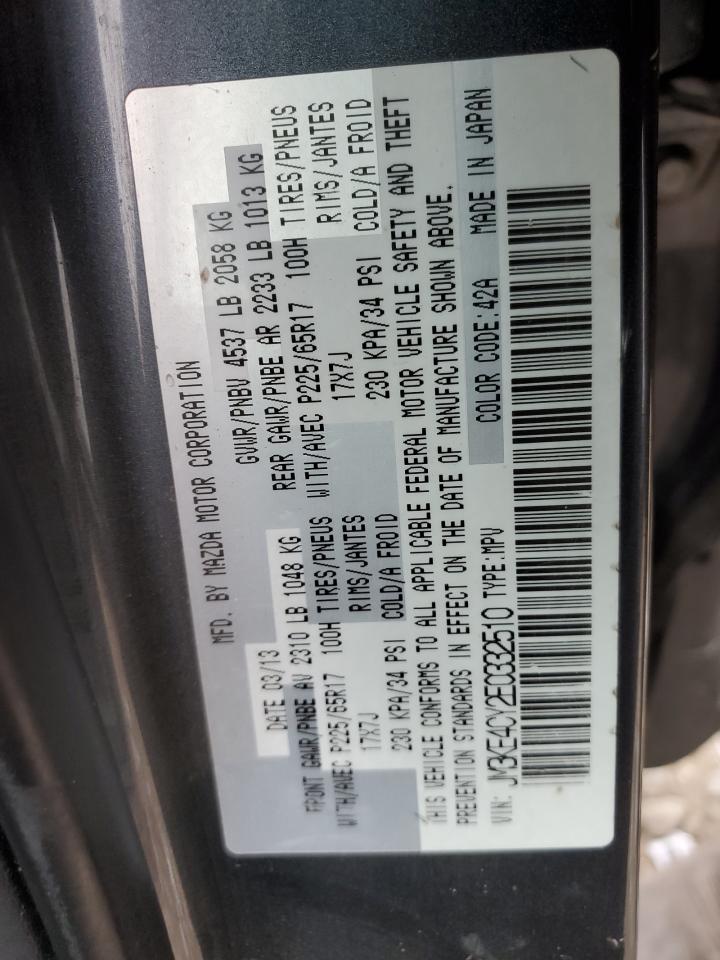 MFD. BY MAZDA MOTOR CORPORATION
DATE 03/13 GVWR/PNBV 4537 LB 2058 KG
FRONT GAWR/PNBE AV 2310 LB 1048 KG REAR GAWR/PNBE AR 2233 LB 1013 KG
WITH/AVEC P225/65R17 100H TIRES/PNEUS WITH/AVEC P225/65R17 100H TIRES/PNEUS
17X7J RIMS/JANTES 17X7J RIMS/JANTES
230 KPA/34 PSI COLD/A FROID 230 KPA/34 PSI COLD/A FROID
THIS VEHICLE CONFORMS TO ALL APPLICABLE FEDERAL MOTOR VEHICLE SAFETY AND THEFT
PREVENTION STANDARDS IN EFFECT ON THE DATE OF MANUFACTURE SHOWN ABOVE.
VIN: JM3KE4CY2E0332510 TYPE:MPV COLOR CODE:42A MADE IN JAPAN